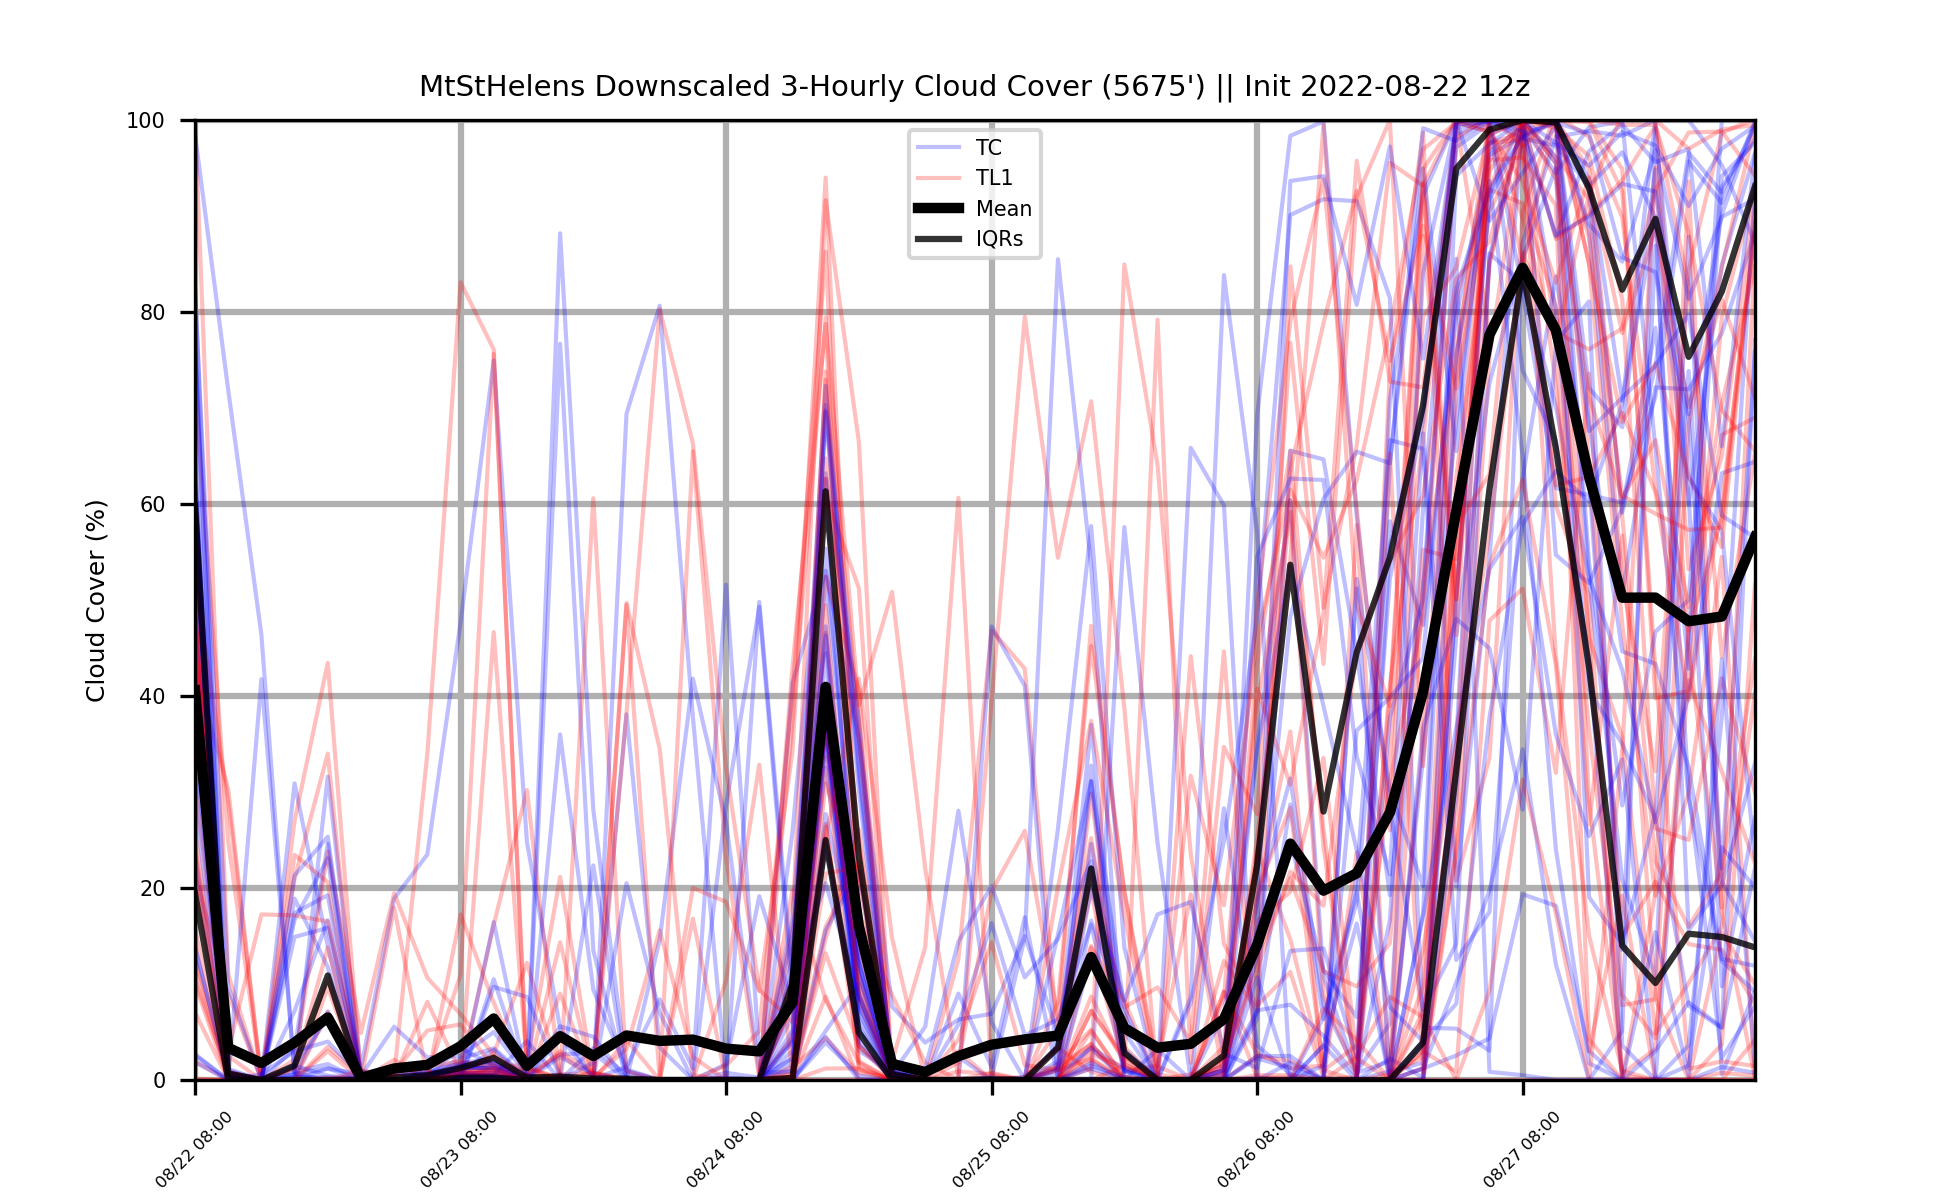 MtStHelens Downscaled 3-Hourly Cloud Cover (5675') || Init 2022-08-22 12z
Cloud Cover (%)
100
80
60
40
20
0
TC
TL1
Mean
IQRs
08/22 08:00
08/23 08:00
08/24 08:00
08/25 08:00
08/26 08:00
08/27 08:00